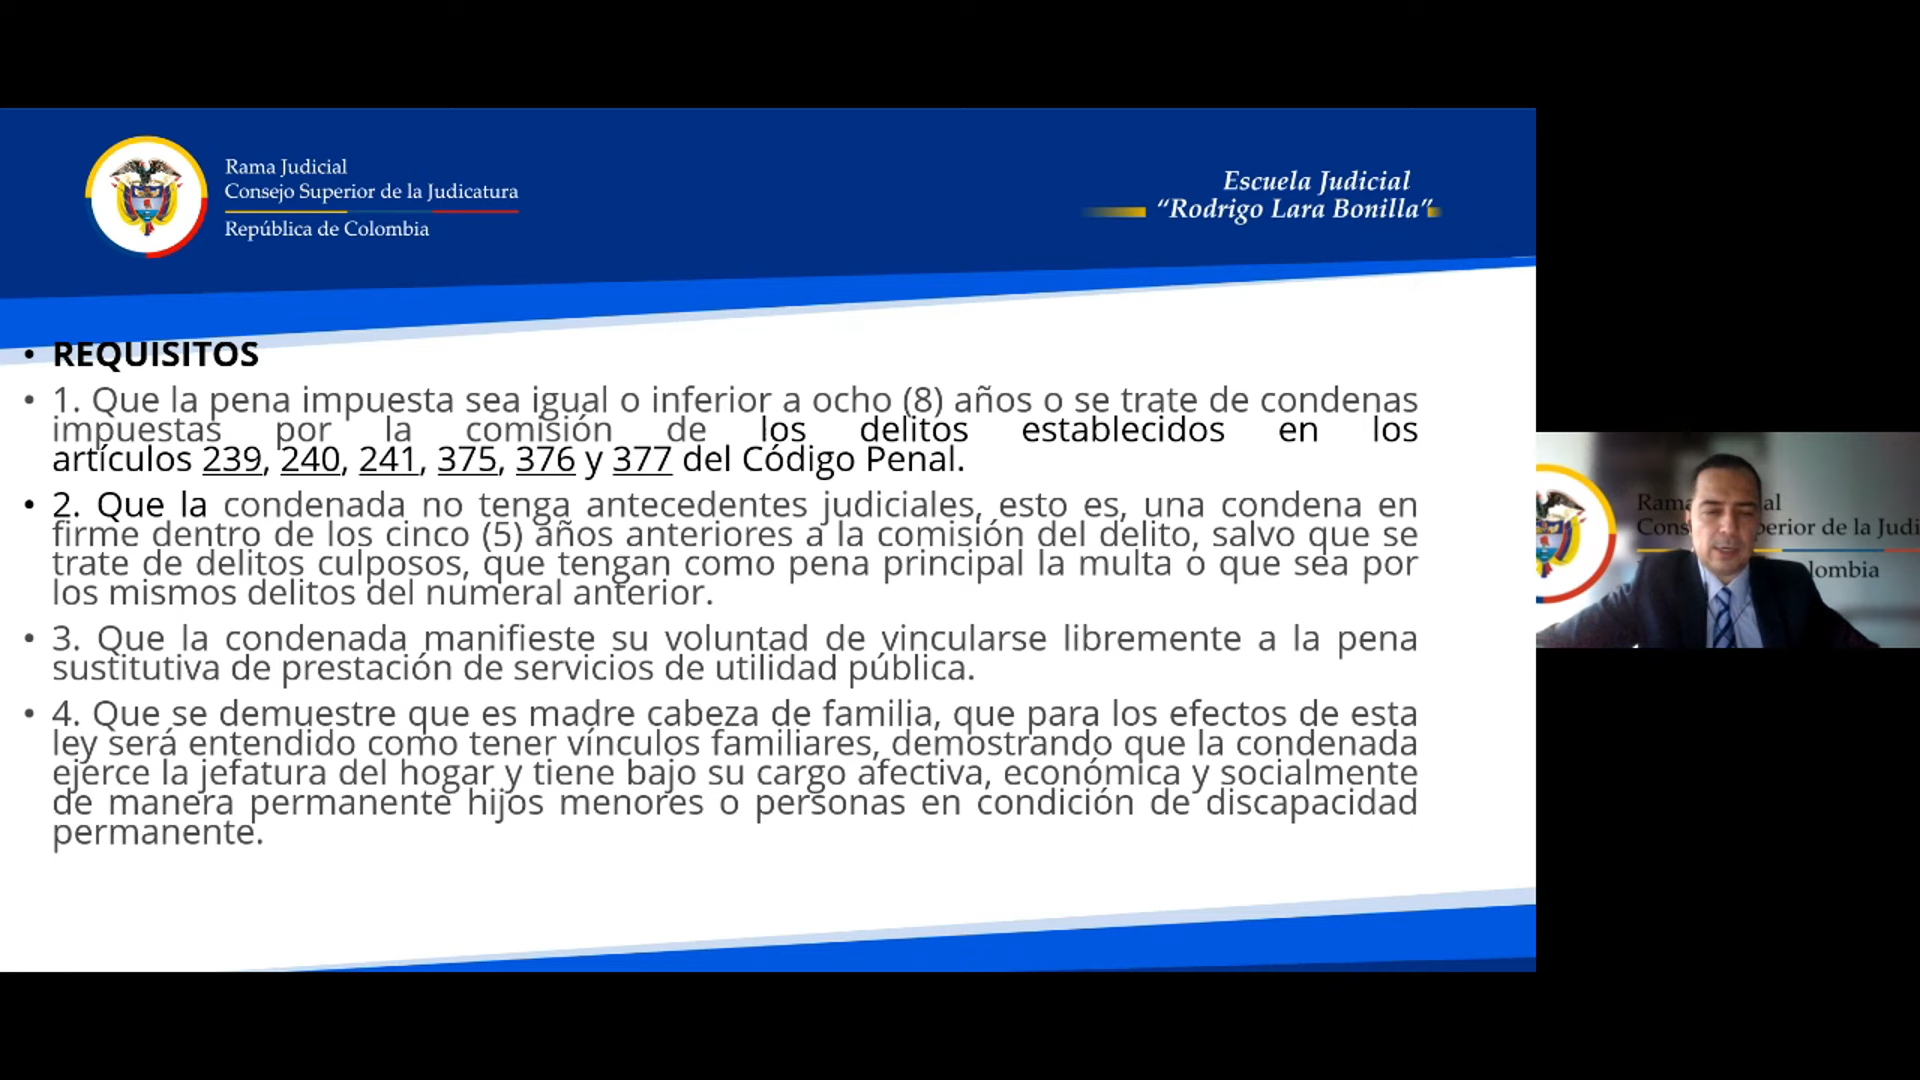 Rama Judicial
Consejo Superior de la Judicatura
República de Colombia
Escuela Judicial
“Rodrigo Lara Bonilla”
• REQUISITOS
• 1. Que la pena impuesta sea igual o inferior a ocho (8) años o se trate de condenas
impuestas por la comisión de los delitos establecidos en los
artículos 239, 240, 241, 375, 376 y 377 del Código Penal.
• 2. Que la condenada no tenga antecedentes judiciales, esto es, una condena en
firme dentro de los cinco (5) años anteriores a la comisión del delito, salvo que se
trate de delitos culposos, que tengan como pena principal la multa o que sea por
los mismos delitos del numeral anterior.
• 3. Que la condenada manifieste su voluntad de vincularse libremente a la pena
sustitutiva de prestación de servicios de utilidad pública.
• 4. Que se demuestre que es madre cabeza de familia, que para los efectos de esta
ley será entendido como tener vínculos familiares, demostrando que la condenada
ejerce la jefatura del hogar y tiene bajo su cargo afectiva, económica y socialmente
de manera permanente hijos menores o personas en condición de discapacidad
permanente.
Rama al
Cons perior de la Judi
lombia